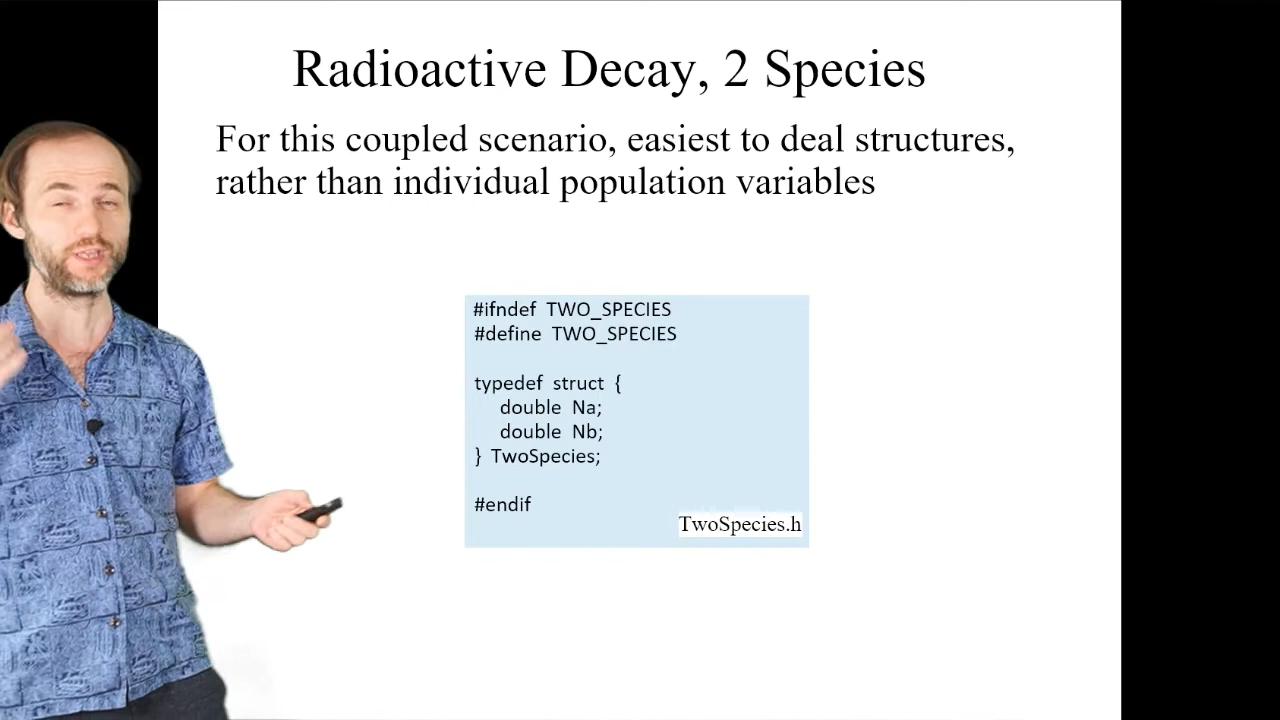 Radioactive Decay, 2 Species
For this coupled scenario, easiest to deal structures,
rather than individual population variables
#ifndef TWO_SPECIES
#define TWO_SPECIES
typedef struct {
double Na;
double Nb;
} TwoSpecies;
#endif
TwoSpecies.h